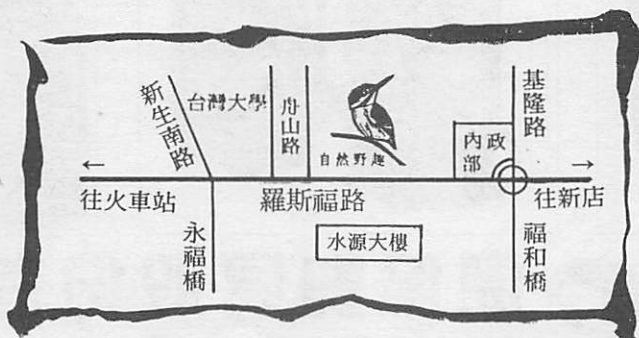 新生南路
台灣大學
舟山路
自然野趣
內政部
基隆路
←
→
往火車站
羅斯福路
往新店
永福橋
水源大樓
福和橋